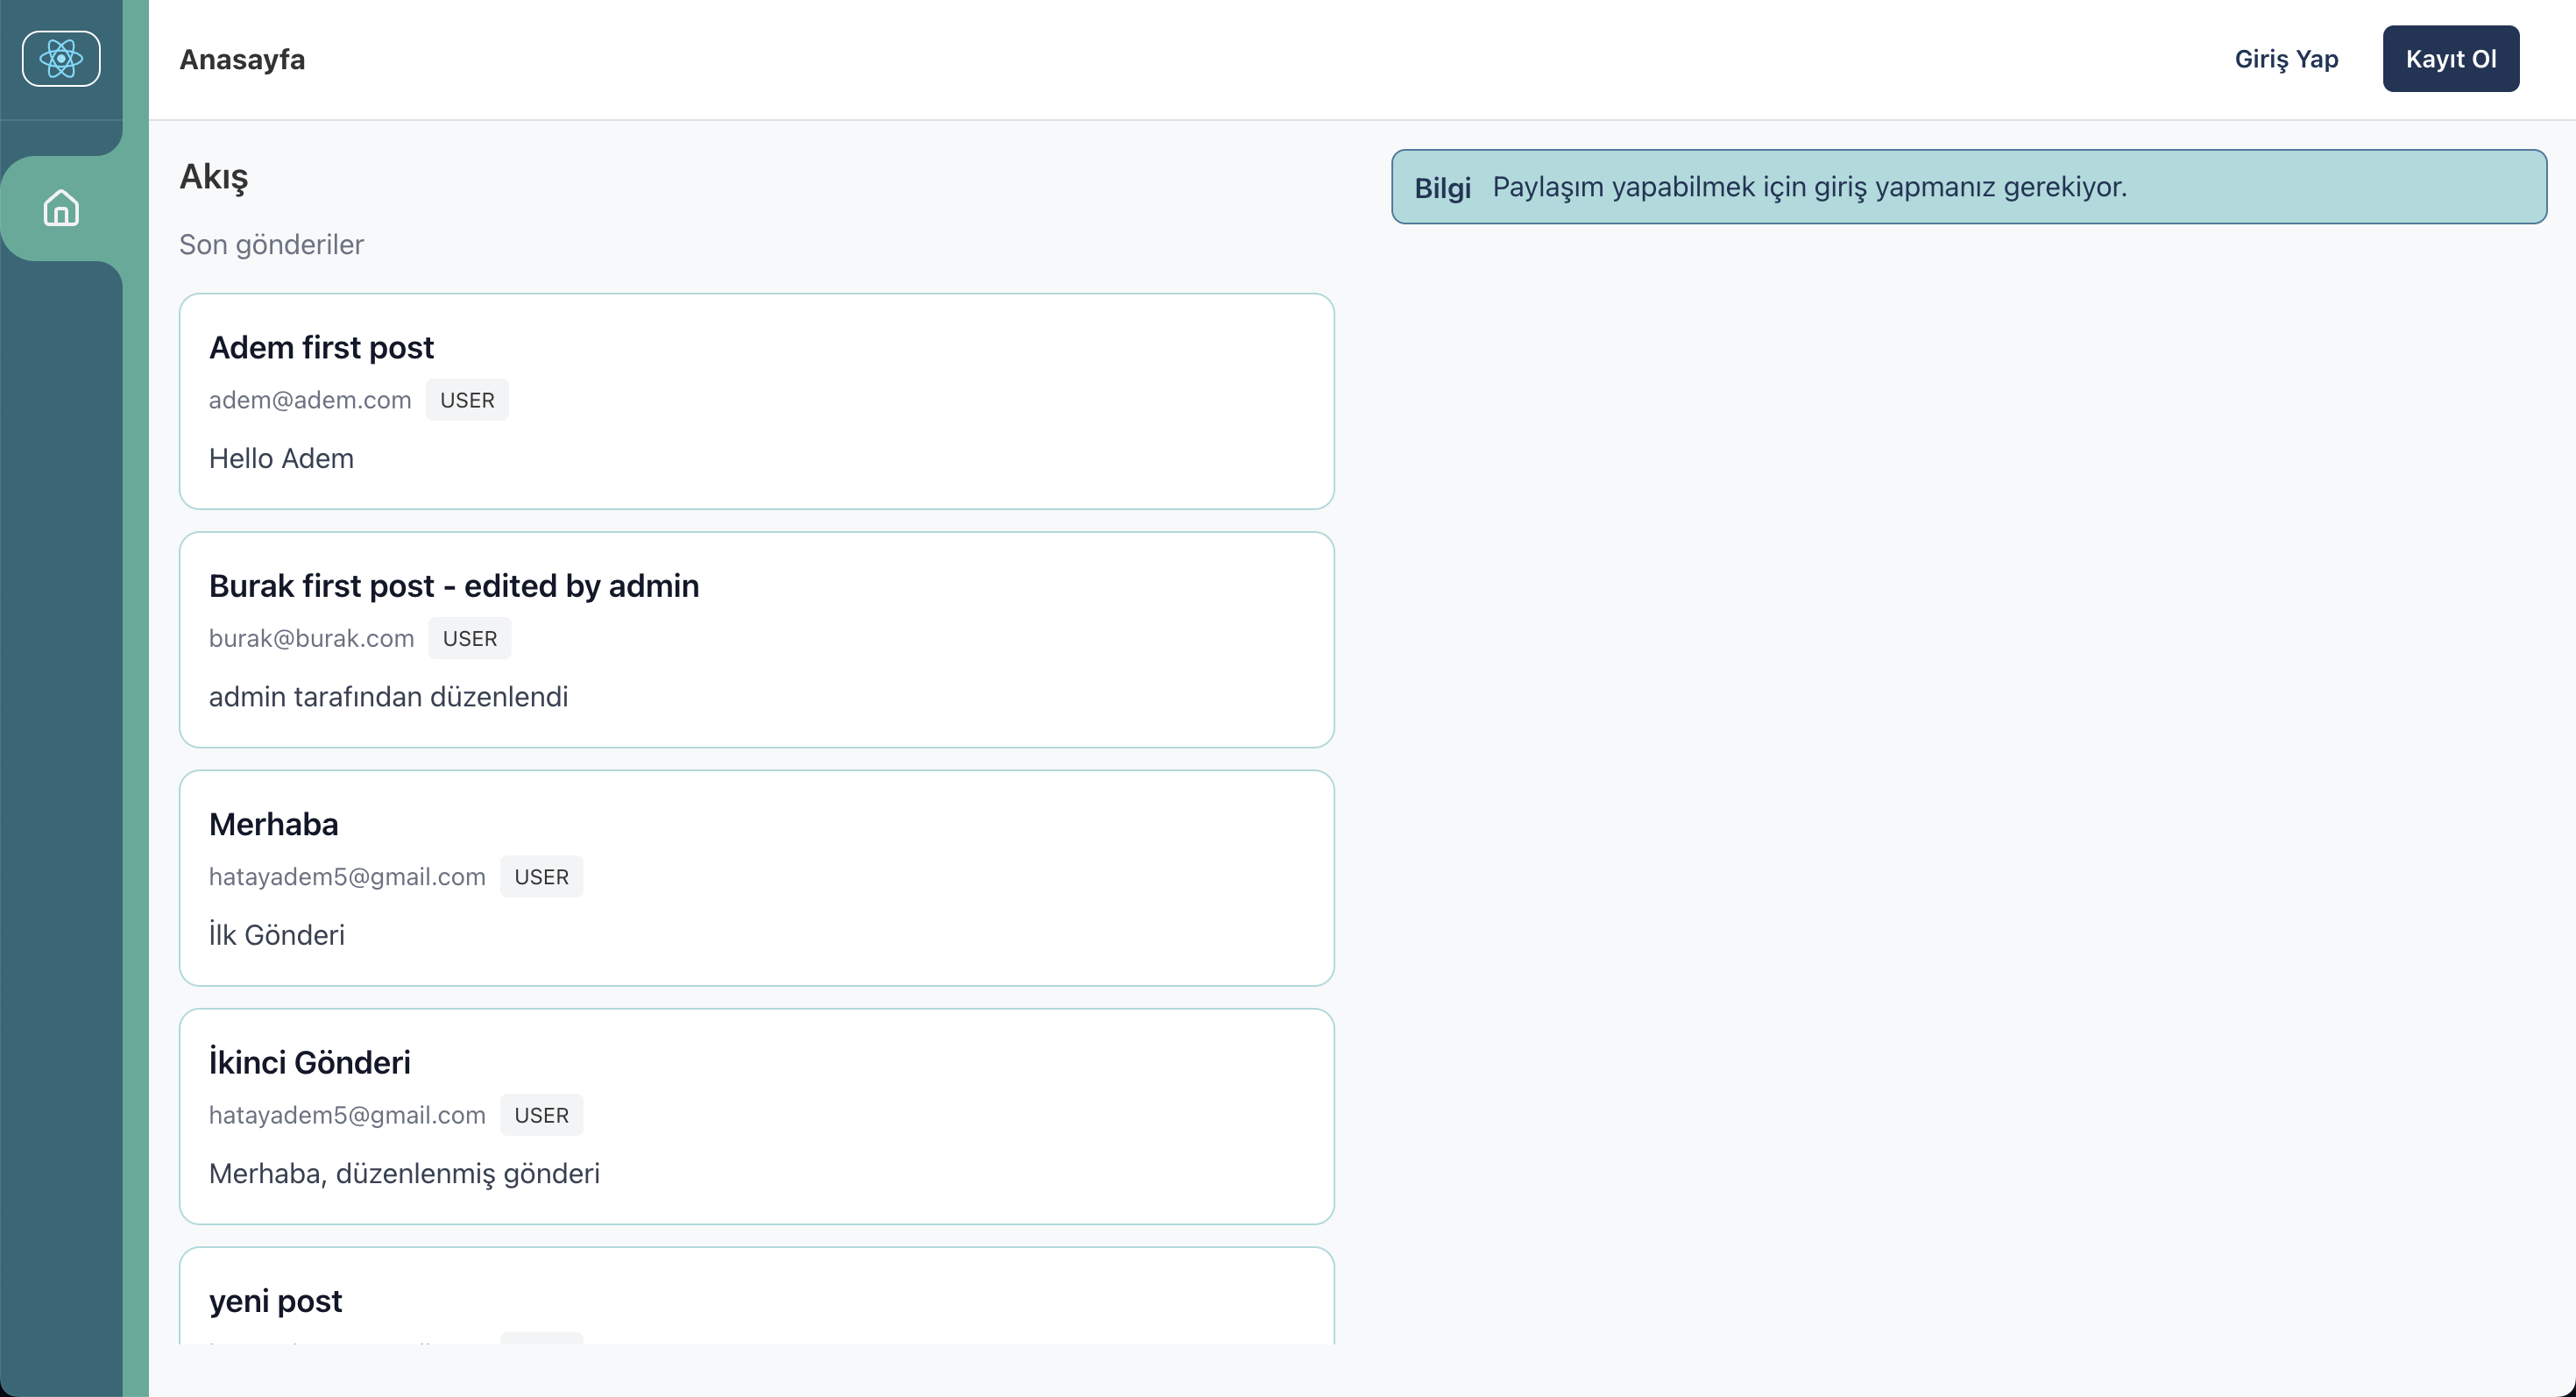 Anasayfa
Giriş Yap
Kayıt Ol
Akış
Son gönderiler
Adem first post
adem@adem.com USER
Hello Adem
Burak first post - edited by admin
burak@burak.com USER
admin tarafından düzenlendi
Merhaba
hatayadem5@gmail.com USER
İlk Gönderi
İkinci Gönderi
hatayadem5@gmail.com USER
Merhaba, düzenlenmiş gönderi
yeni post
Bilgi Paylaşım yapabilmek için giriş yapmanız gerekiyor.